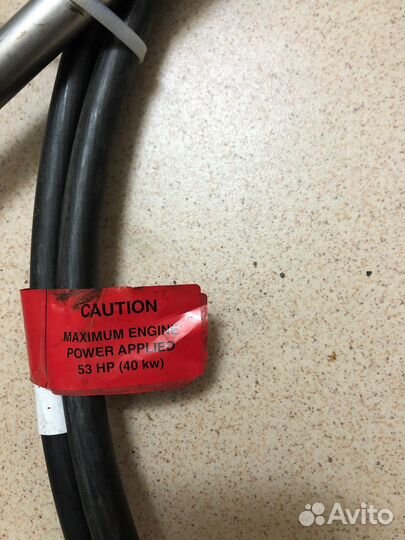 CAUTION
MAXIMUM ENGINE
POWER APPLIED
53 HP (40 kw)
Avito